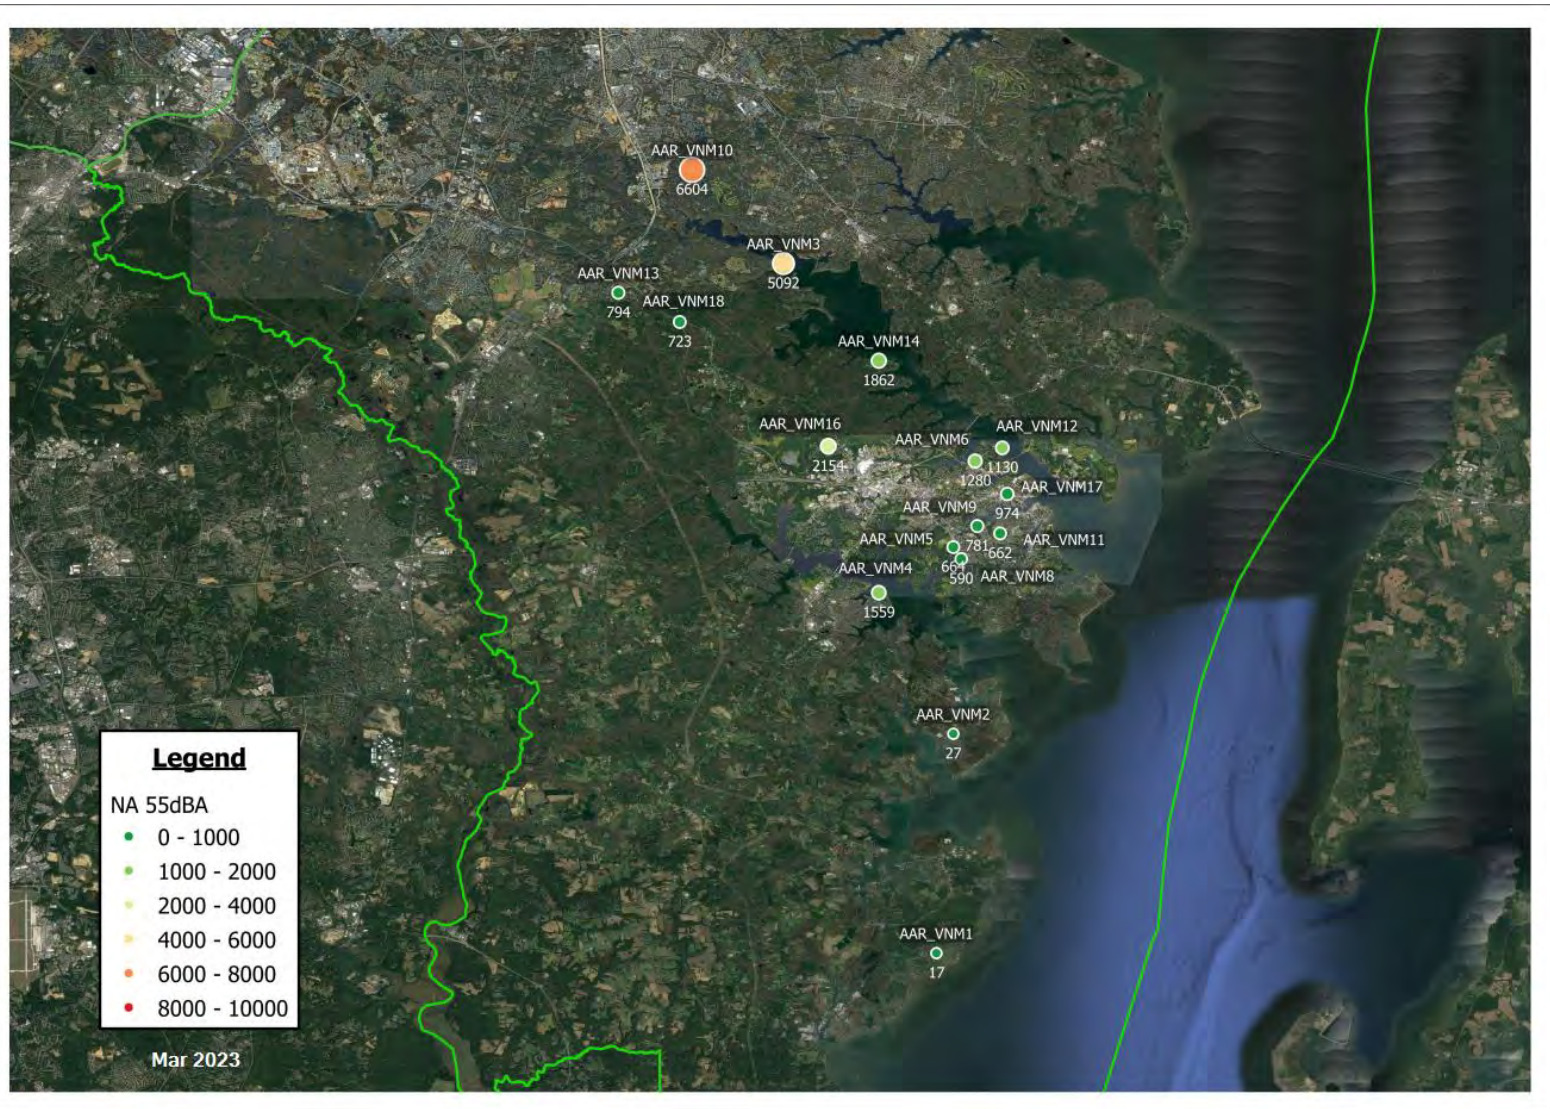 AAR_VNM10
6604
AAR_VNM3
5092
AAR_VNM13
794
AAR_VNM18
723
AAR_VNM14
1862
AAR_VNM16
2154
AAR_VNM6
1280
AAR_VNM12
1130
AAR_VNM17
974
AAR_VNM9
781
AAR_VNM11
662
AAR_VNM5
AAR_VNM8
590
AAR_VNM4
1559
AAR_VNM2
27
AAR_VNM1
17
Legend
NA 55dBA
0 - 1000
1000 - 2000
2000 - 4000
4000 - 6000
6000 - 8000
8000 - 10000
Mar 2023